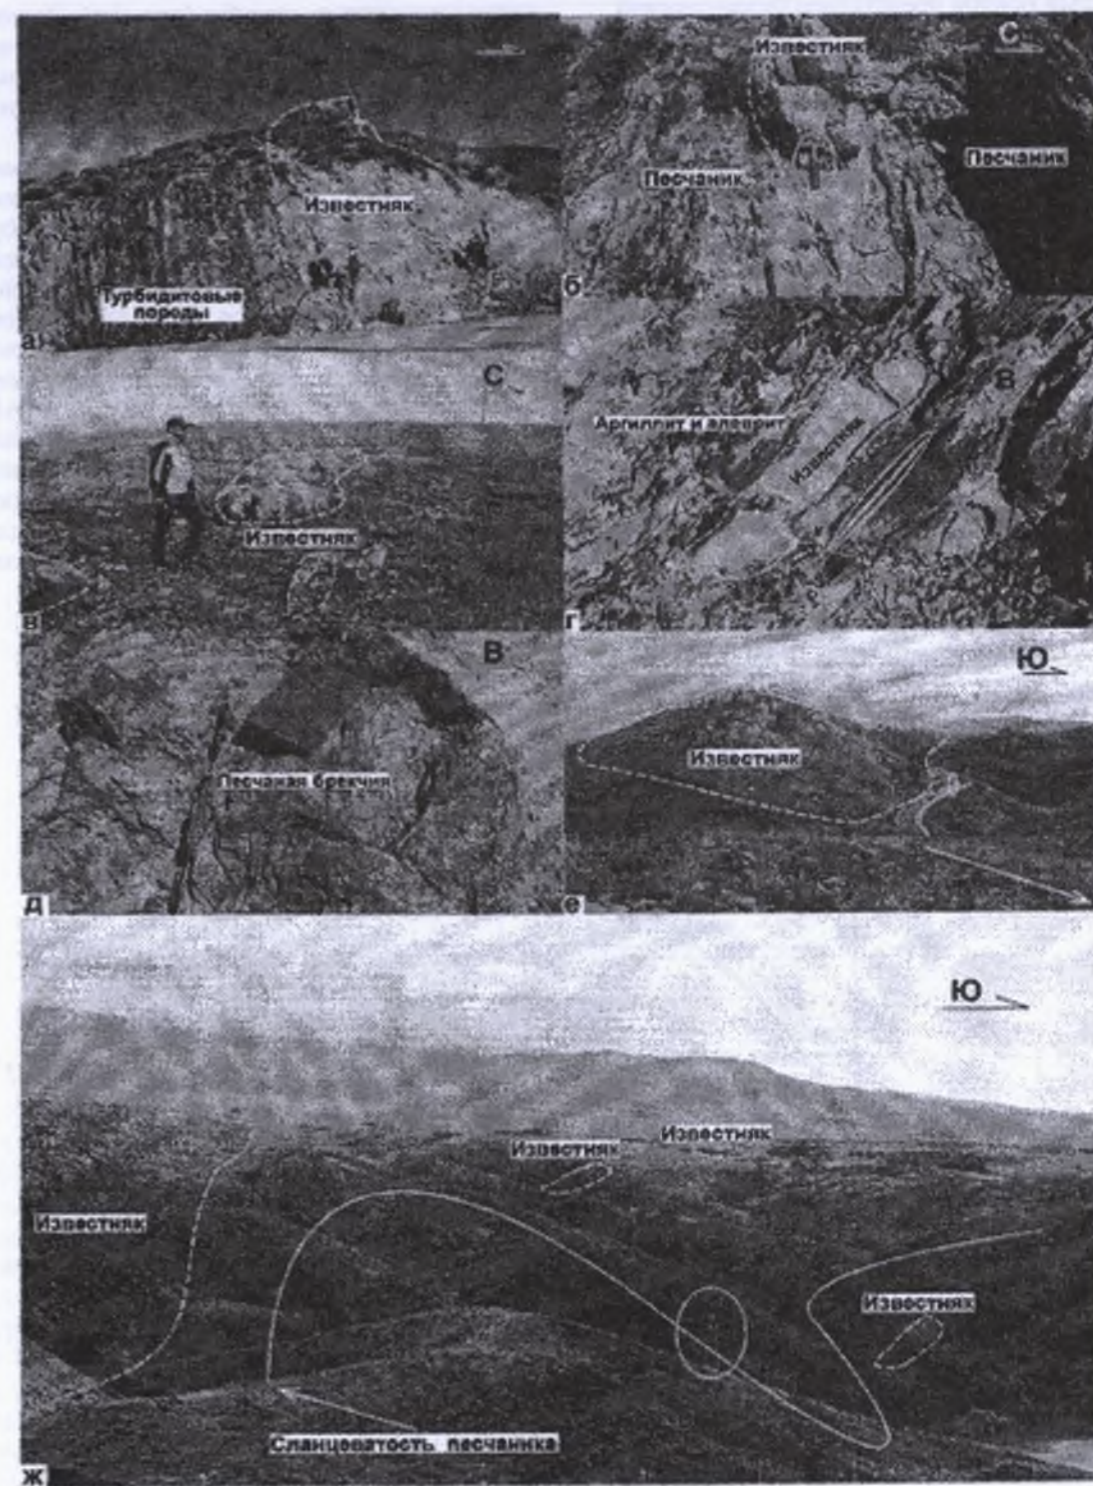 Известняк
Турбидитовые
породы
а
Известняк
С
Песчаник
Песчаник
б
С
Известняк
в
В
Аргиллит и алеврит
Известняк
г
В
Песчаная брекчия
д
Ю
Известняк
е
Ю
Известняк
Известняк
Известняк
Известняк
Сланцеватость песчаника
ж